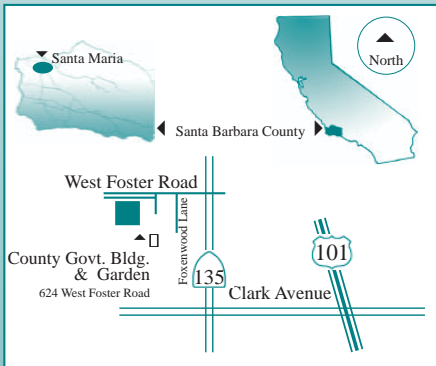 Santa Maria
North
Santa Barbara County
West Foster Road
Foxenwood Lane
County Govt. Bldg.
& Garden
624 West Foster Road
135
101
Clark Avenue